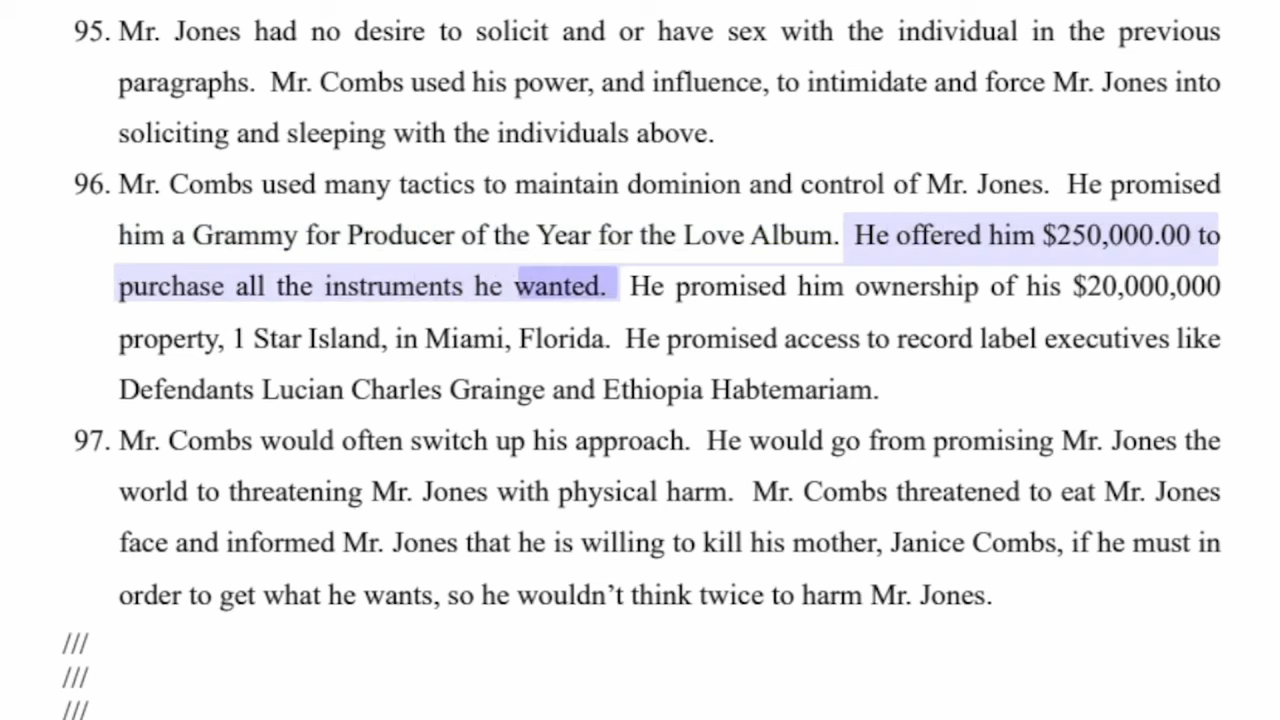 95. Mr. Jones had no desire to solicit and or have sex with the individual in the previous
paragraphs. Mr. Combs used his power, and influence, to intimidate and force Mr. Jones into
soliciting and sleeping with the individuals above.
96. Mr. Combs used many tactics to maintain dominion and control of Mr. Jones. He promised
him a Grammy for Producer of the Year for the Love Album. He offered him $250,000.00 to
purchase all the instruments he wanted. He promised him ownership of his $20,000,000
property, 1 Star Island, in Miami, Florida. He promised access to record label executives like
Defendants Lucian Charles Grainge and Ethiopia Habtemariam.
97. Mr. Combs would often switch up his approach. He would go from promising Mr. Jones the
world to threatening Mr. Jones with physical harm. Mr. Combs threatened to eat Mr. Jones
face and informed Mr. Jones that he is willing to kill his mother, Janice Combs, if he must in
order to get what he wants, so he wouldn’t think twice to harm Mr. Jones.
///
///
///